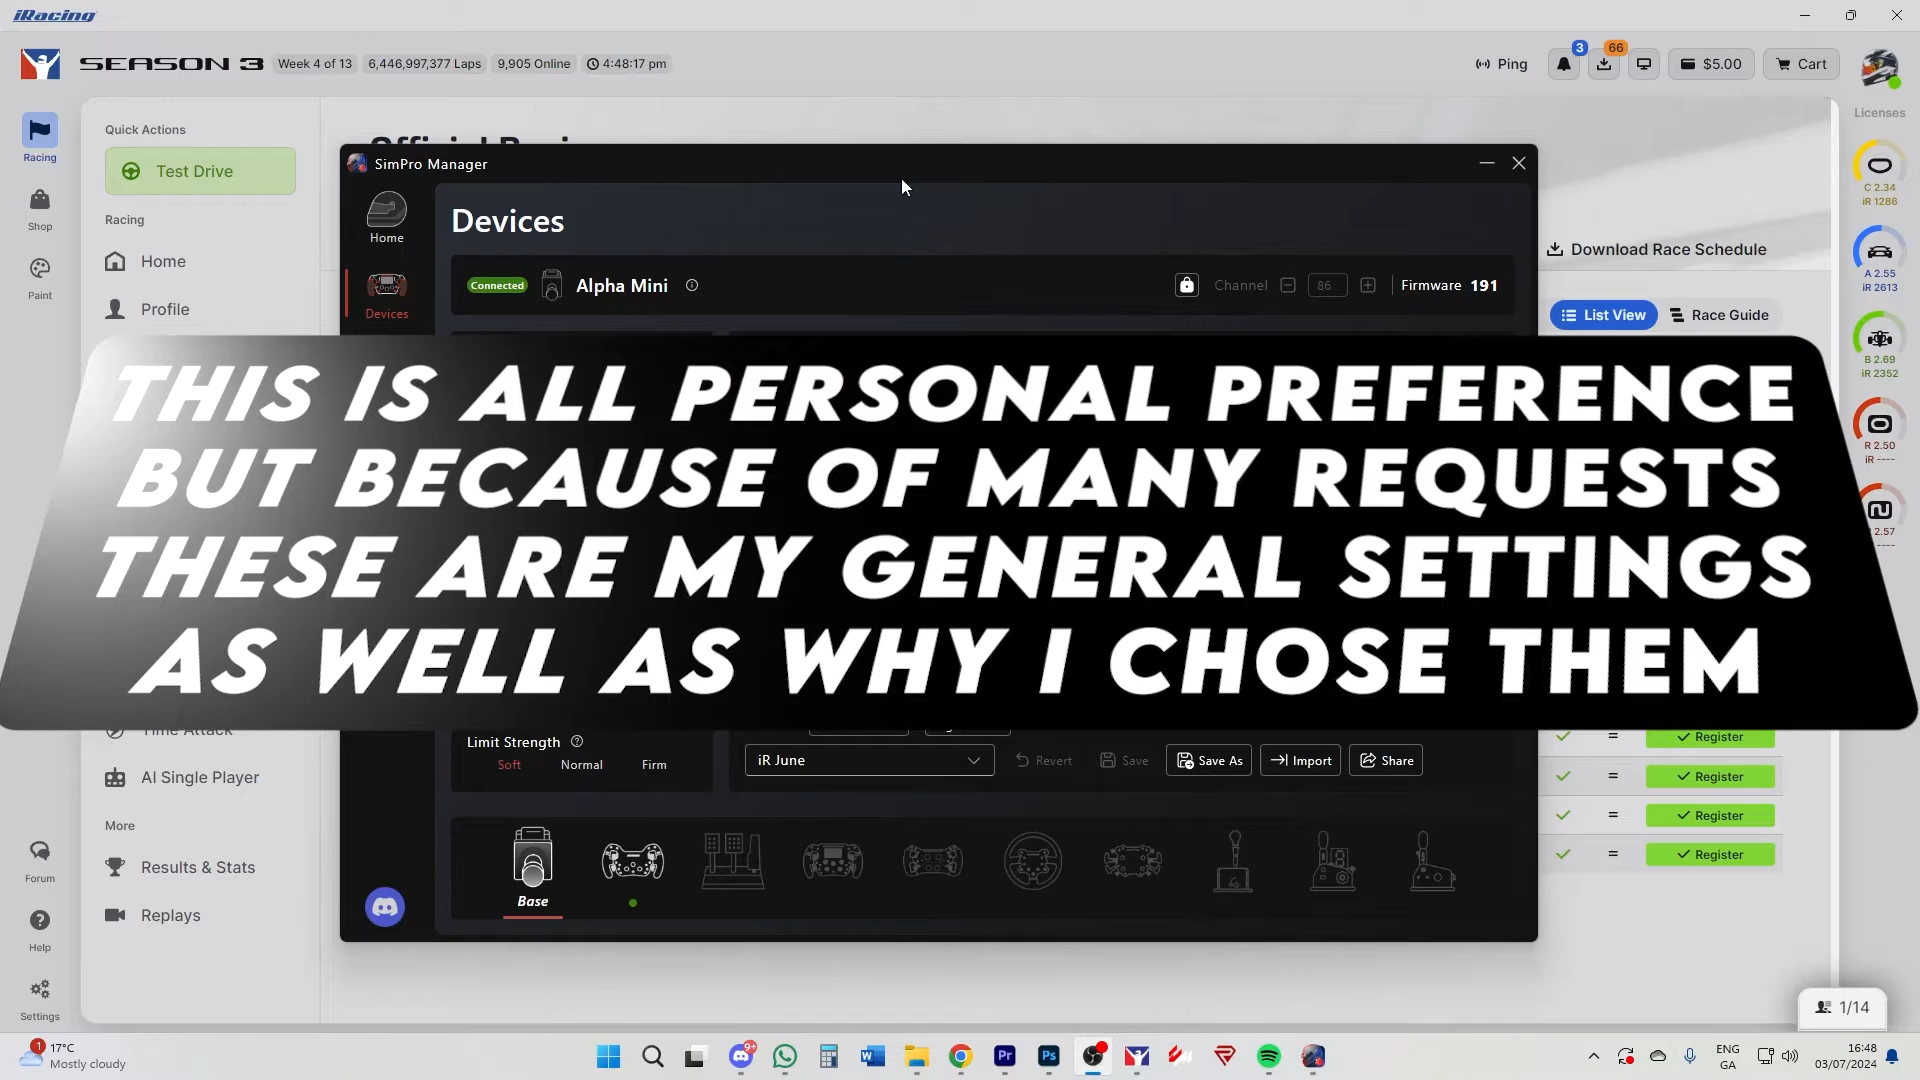 iRacing
SEASON 3
Week 4 of 13
6,446,997,377 Laps
9,905 Online
4:48:17 pm
Ping
3
66
$5.00
Cart
Racing
Shop
Paint
Forum
Help
Settings
Quick Actions
Test Drive
Racing
Home
Profile
Time Attack
AI Single Player
More
Results & Stats
Replays
SimPro Manager
Home
Devices
Devices
Connected
Alpha Mini
Channel
86
Firmware 191
Download Race Schedule
List View
Race Guide
Licenses
C 2.34
iR 1286
A 2.55
iR 2613
B 2.69
iR 2352
R 2.50
iR ----
2.57
THIS IS ALL PERSONAL PREFERENCE
BUT BECAUSE OF MANY REQUESTS
THESE ARE MY GENERAL SETTINGS
AS WELL AS WHY I CHOSE THEM
Limit Strength
Soft
Normal
Firm
iR June
Revert
Save
Save As
Import
Share
Base
Register
Register
Register
Register
1/14
1
17°C
Mostly cloudy
9+
ENG
GA
16:48
03/07/2024